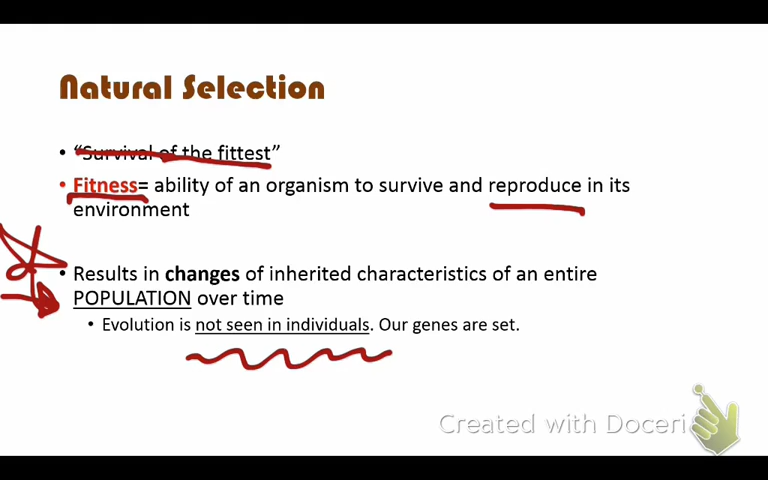 Natural Selection
• “Survival of the fittest”
• Fitness= ability of an organism to survive and reproduce in its
environment
• Results in changes of inherited characteristics of an entire
POPULATION over time
• Evolution is not seen in individuals. Our genes are set.
Created with Doceri